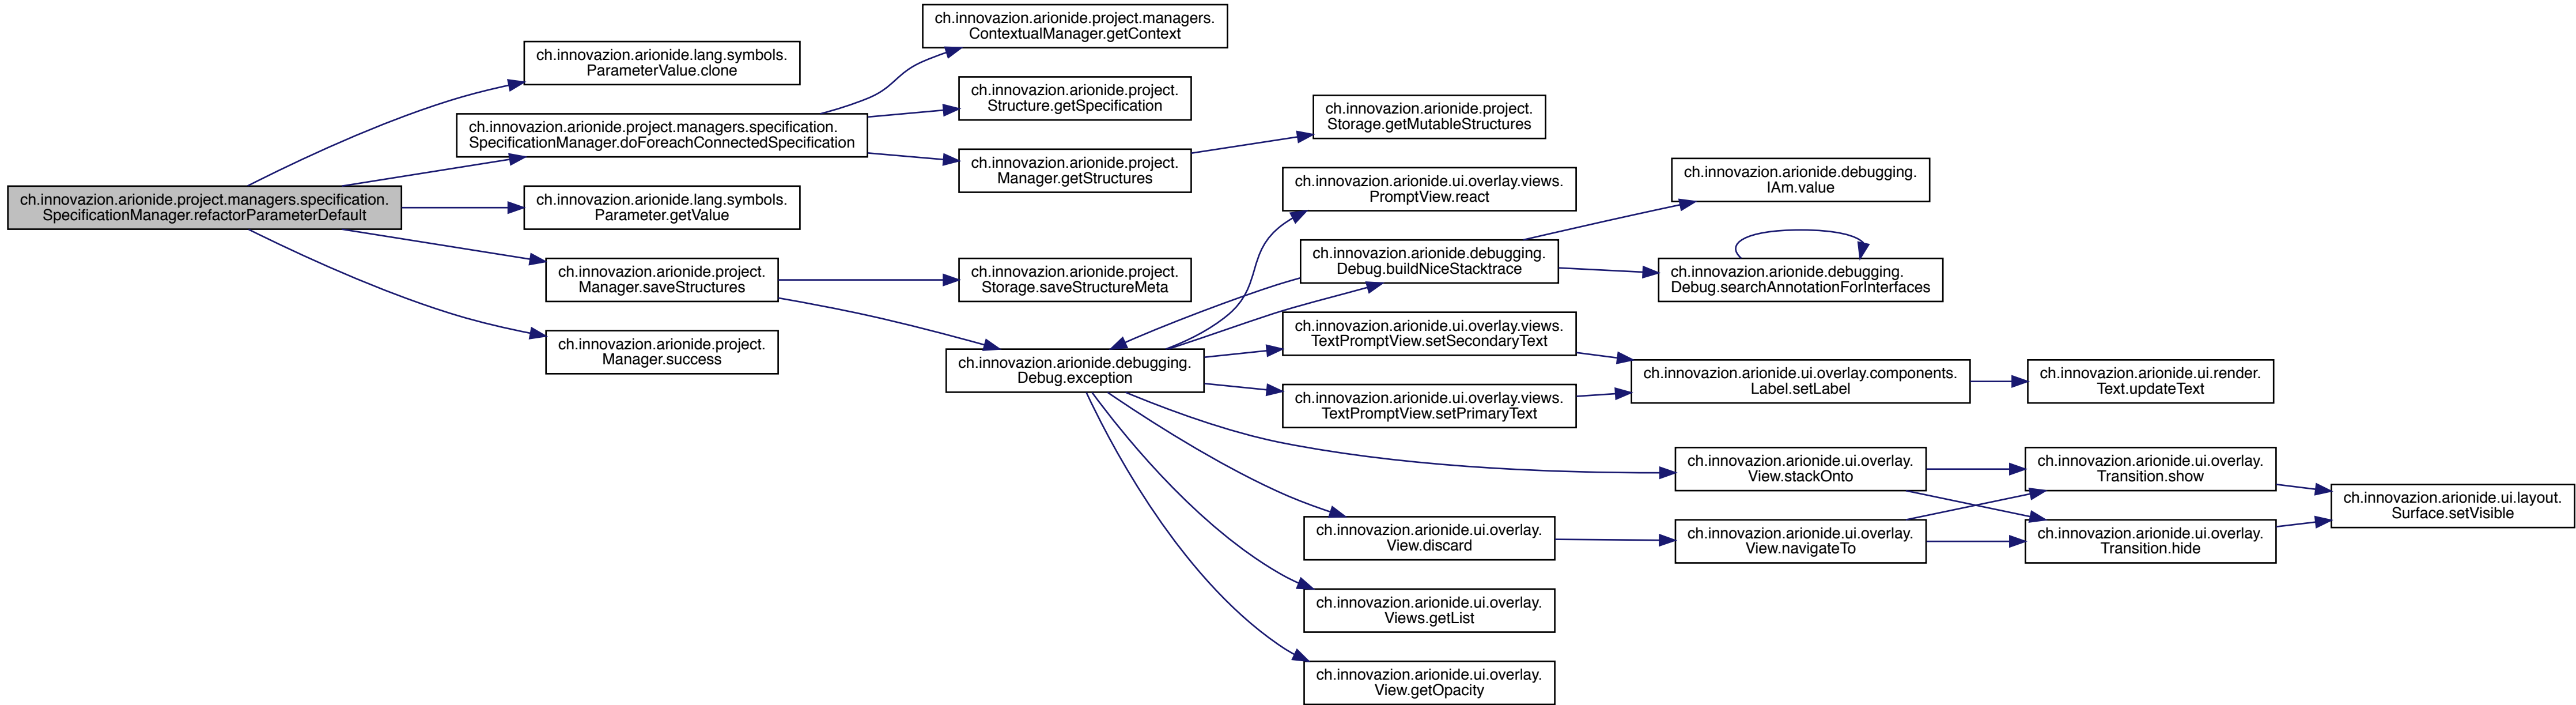 ch.innovazion.arionide.project.managers.specification.
SpecificationManager.refactorParameterDefault
ch.innovazion.arionide.lang.symbols.
ParameterValue.clone
ch.innovazion.arionide.project.managers.specification.
SpecificationManager.doForeachConnectedSpecification
ch.innovazion.arionide.lang.symbols.
Parameter.getValue
ch.innovazion.arionide.project.
Manager.saveStructures
ch.innovazion.arionide.project.
Manager.success
ch.innovazion.arionide.project.managers.
ContextualManager.getContext
ch.innovazion.arionide.project.
Structure.getSpecification
ch.innovazion.arionide.project.
Manager.getStructures
ch.innovazion.arionide.project.
Storage.saveStructureMeta
ch.innovazion.arionide.debugging.
Debug.exception
ch.innovazion.arionide.project.
Storage.getMutableStructures
ch.innovazion.arionide.ui.overlay.views.
PromptView.react
ch.innovazion.arionide.debugging.
Debug.buildNiceStacktrace
ch.innovazion.arionide.ui.overlay.views.
TextPromptView.setSecondaryText
ch.innovazion.arionide.ui.overlay.views.
TextPromptView.setPrimaryText
ch.innovazion.arionide.ui.overlay.
View.discard
ch.innovazion.arionide.ui.overlay.
Views.getList
ch.innovazion.arionide.ui.overlay.
View.getOpacity
ch.innovazion.arionide.debugging.
IAm.value
ch.innovazion.arionide.debugging.
Debug.searchAnnotationForInterfaces
ch.innovazion.arionide.ui.overlay.components.
Label.setLabel
ch.innovazion.arionide.ui.overlay.
View.stackOnto
ch.innovazion.arionide.ui.overlay.
View.navigateTo
ch.innovazion.arionide.ui.render.
Text.updateText
ch.innovazion.arionide.ui.overlay.
Transition.show
ch.innovazion.arionide.ui.overlay.
Transition.hide
ch.innovazion.arionide.ui.layout.
Surface.setVisible